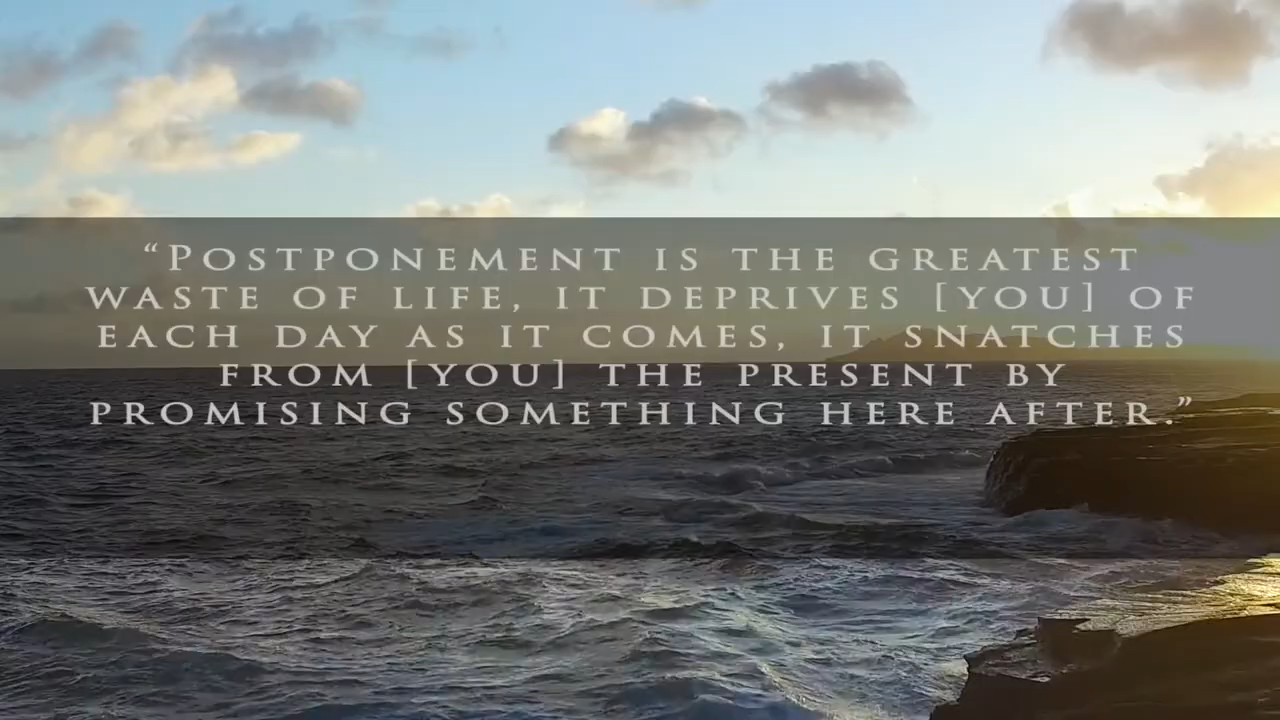 “Postponement is the greatest
waste of life, it deprives [you] of
each day as it comes, it snatches
from [you] the present by
promising something here after.”